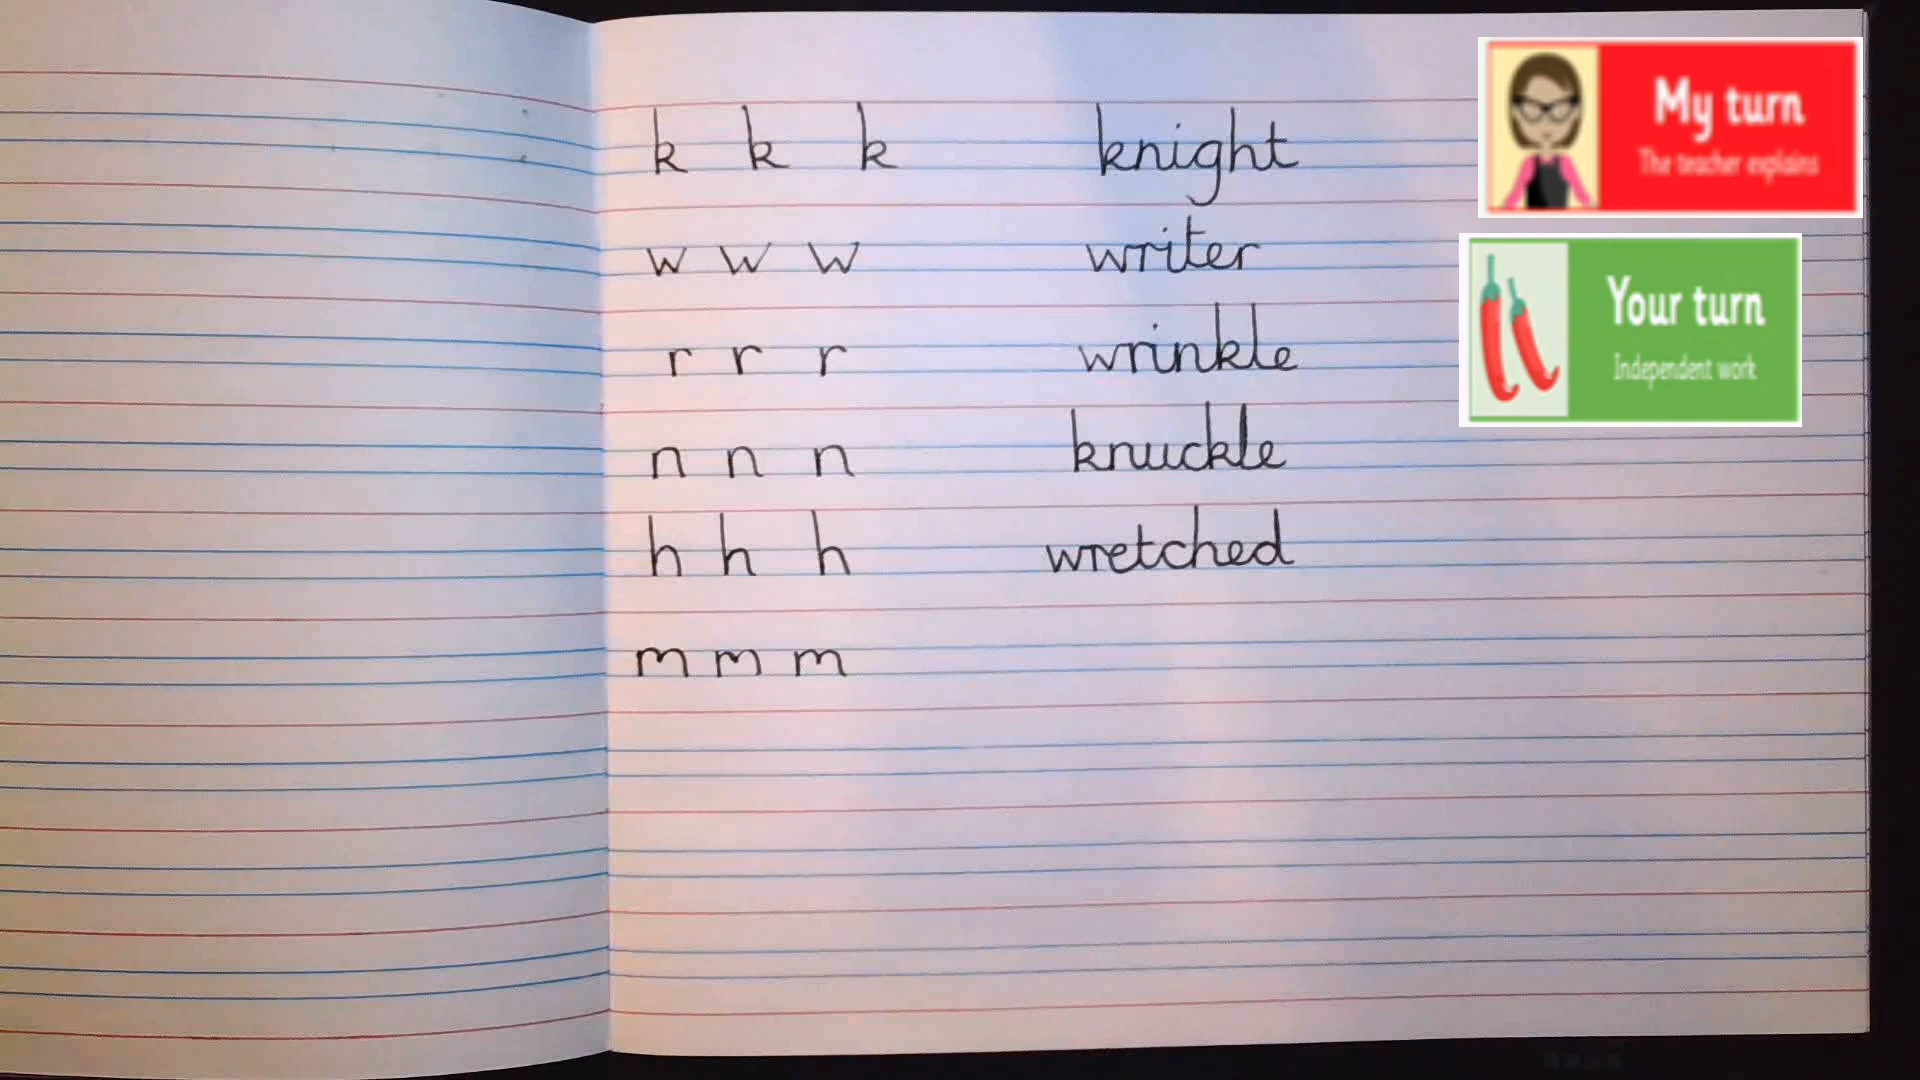 k k k knight
w w w writer
r r r wrinkle
n n n knuckle
h h h wretched
m m m
My turn
The teacher explains
Your turn
Independent work